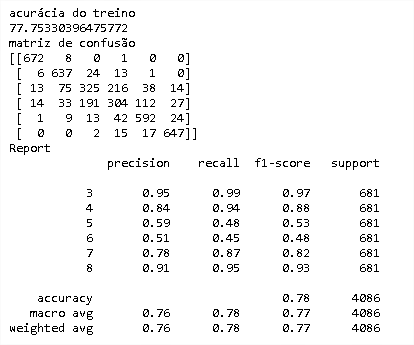 acurácia do treino
77.75330396475772
matriz de confusão
[[672   8   0   1   0   0]
 [  6 637  24  13   1   0]
 [ 13  75 325 216  38  14]
 [ 14  33 191 304 112  27]
 [  1   9  13  42 592  24]
 [  0   0   2  15  17 647]]
Report
              precision    recall  f1-score   support
           3       0.95      0.99      0.97       681
           4       0.84      0.94      0.88       681
           5       0.59      0.48      0.53       681
           6       0.51      0.45      0.48       681
           7       0.78      0.87      0.82       681
           8       0.91      0.95      0.93       681
    accuracy                           0.78      4086
   macro avg       0.76      0.78      0.77      4086
weighted avg       0.76      0.78      0.77      4086